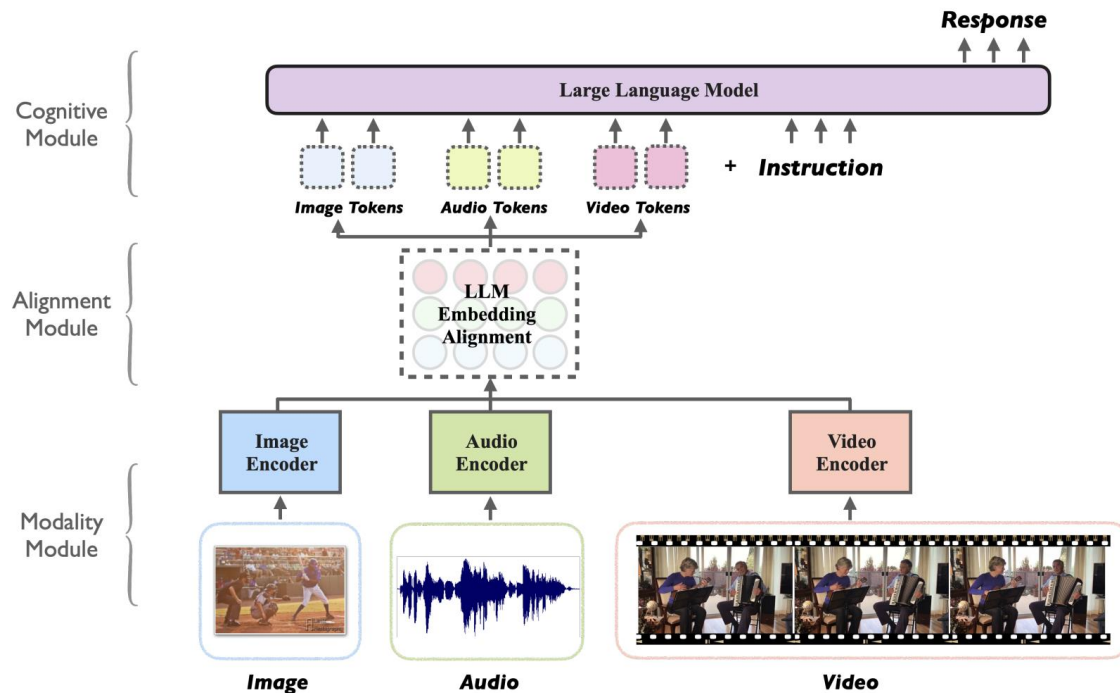 Response
Cognitive
Module
Large Language Model
+ Instruction
Image Tokens
Audio Tokens
Video Tokens
Alignment
Module
LLM
Embedding
Alignment
Modality
Module
Image
Encoder
Audio
Encoder
Video
Encoder
Image
Audio
Video